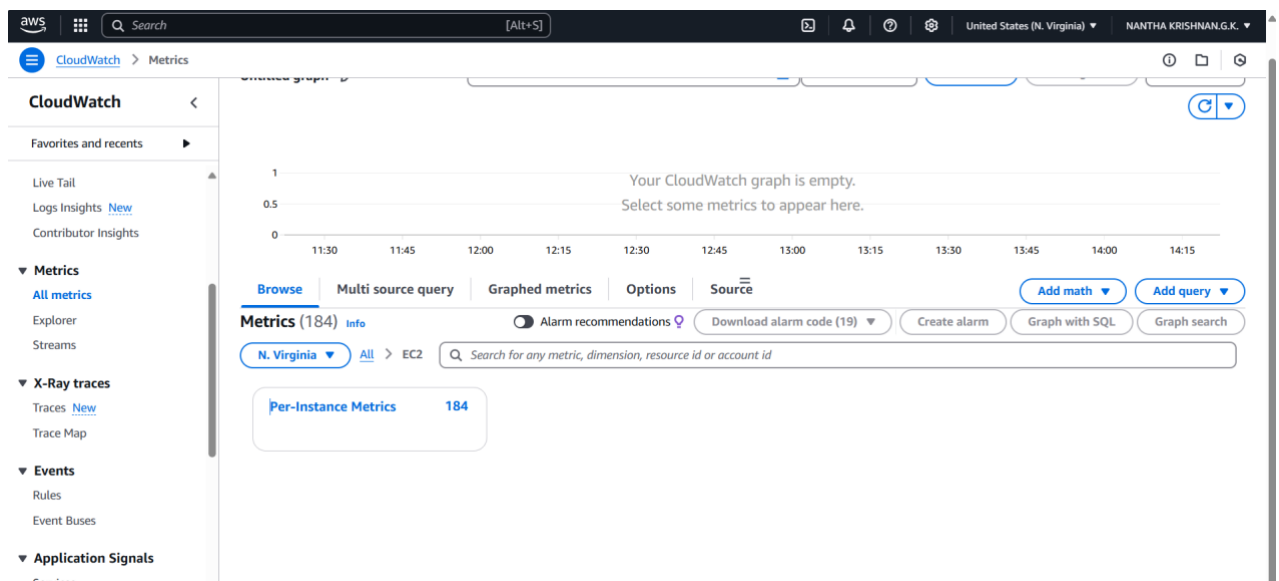 aws Search [Alt+S] United States (N. Virginia) NANTHA KRISHNAN.G.K.
CloudWatch > Metrics
CloudWatch
Favorites and recents
Live Tail
Logs Insights New
Contributor Insights
Metrics
All metrics
Explorer
Streams
X-Ray traces
Traces New
Trace Map
Events
Rules
Event Buses
Application Signals
Untitled graph
1
0.5
0
Your CloudWatch graph is empty.
Select some metrics to appear here.
11:30 11:45 12:00 12:15 12:30 12:45 13:00 13:15 13:30 13:45 14:00 14:15
Browse Multi source query Graphed metrics Options Source Add math Add query
Metrics (184) Info Alarm recommendations Download alarm code (19) Create alarm Graph with SQL Graph search
N. Virginia All > EC2 Search for any metric, dimension, resource id or account id
Per-Instance Metrics 184